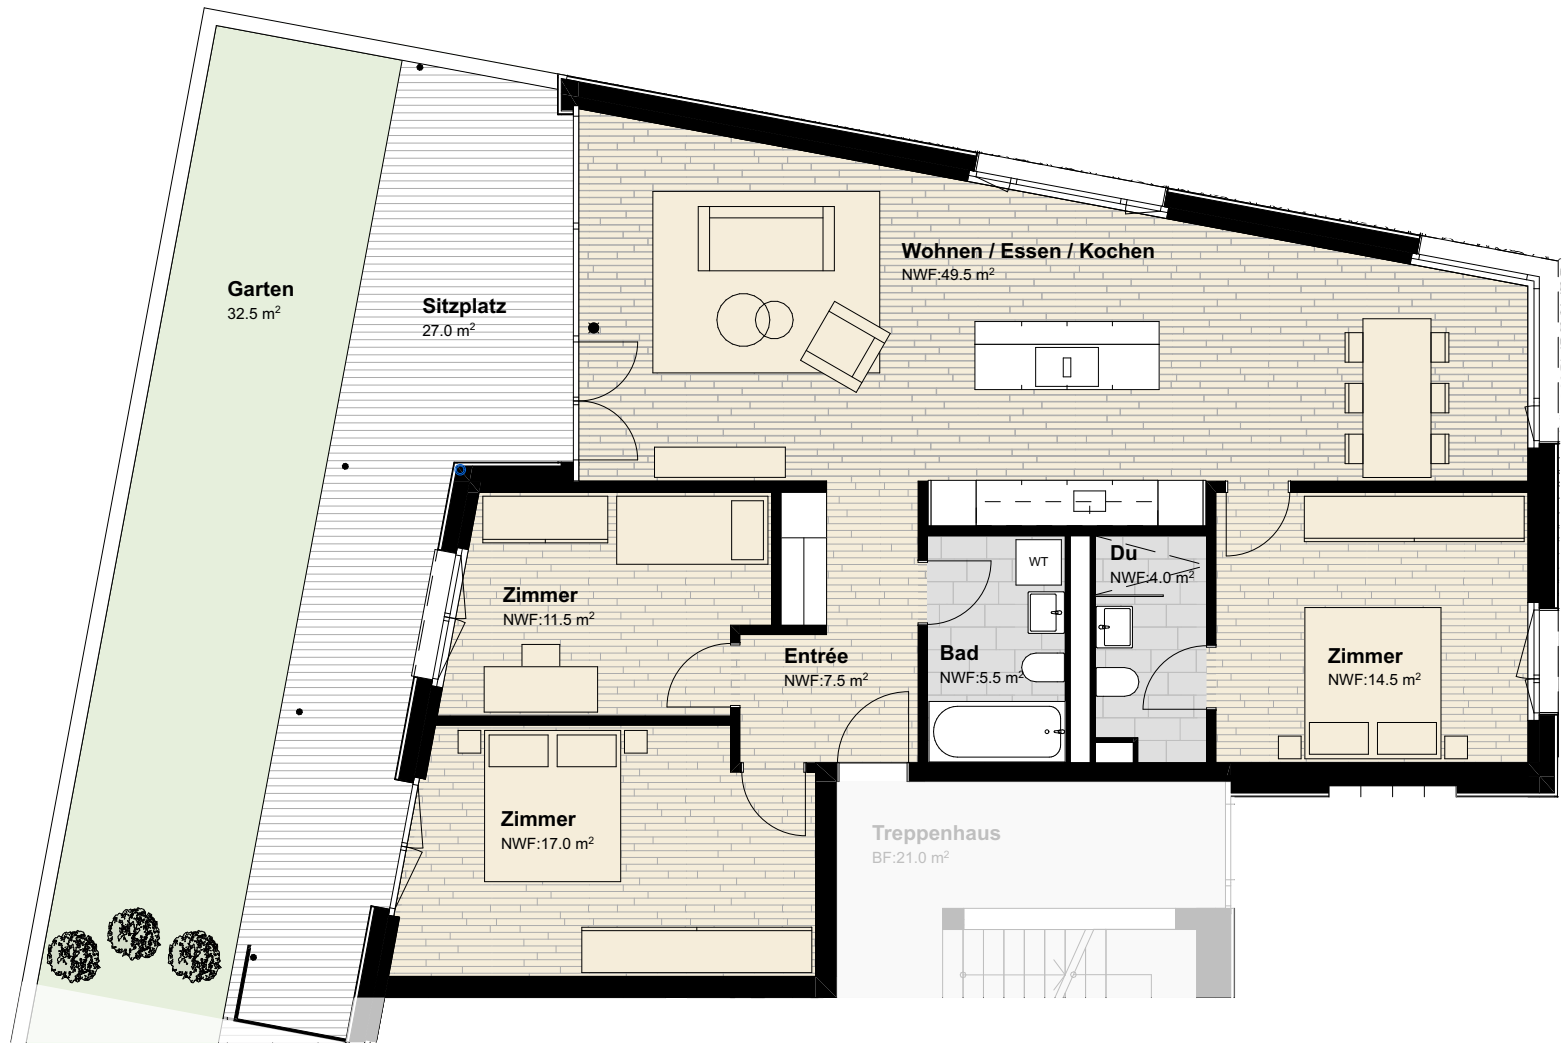 Wohnen / Essen / Kochen
NWF:49.5 m²
Garten
32.5 m²
Sitzplatz
27.0 m²
Du
NWF:4.0 m²
WT
Zimmer
NWF:11.5 m²
Entrée
NWF:7.5 m²
Bad
NWF:5.5 m²
Zimmer
NWF:14.5 m²
Zimmer
NWF:17.0 m²
Treppenhaus
BF:21.0 m²